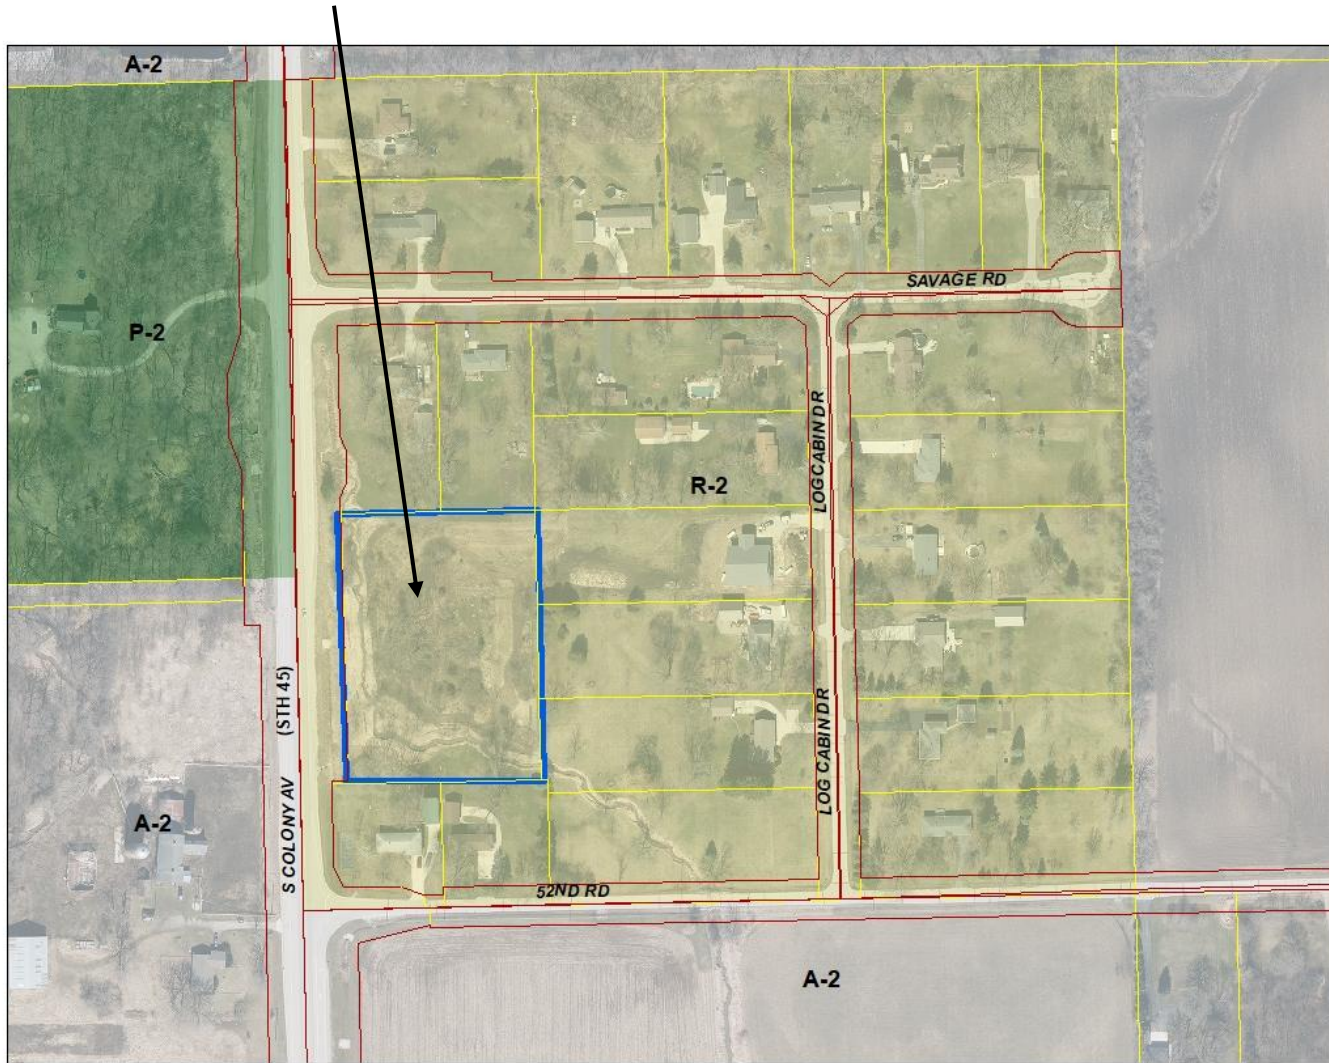 A-2
SAVAGE RD
P-2
LOG CABIN DR
R-2
(STH 45)
S COLONY AV
LOG CABIN DR
A-2
52ND RD
A-2